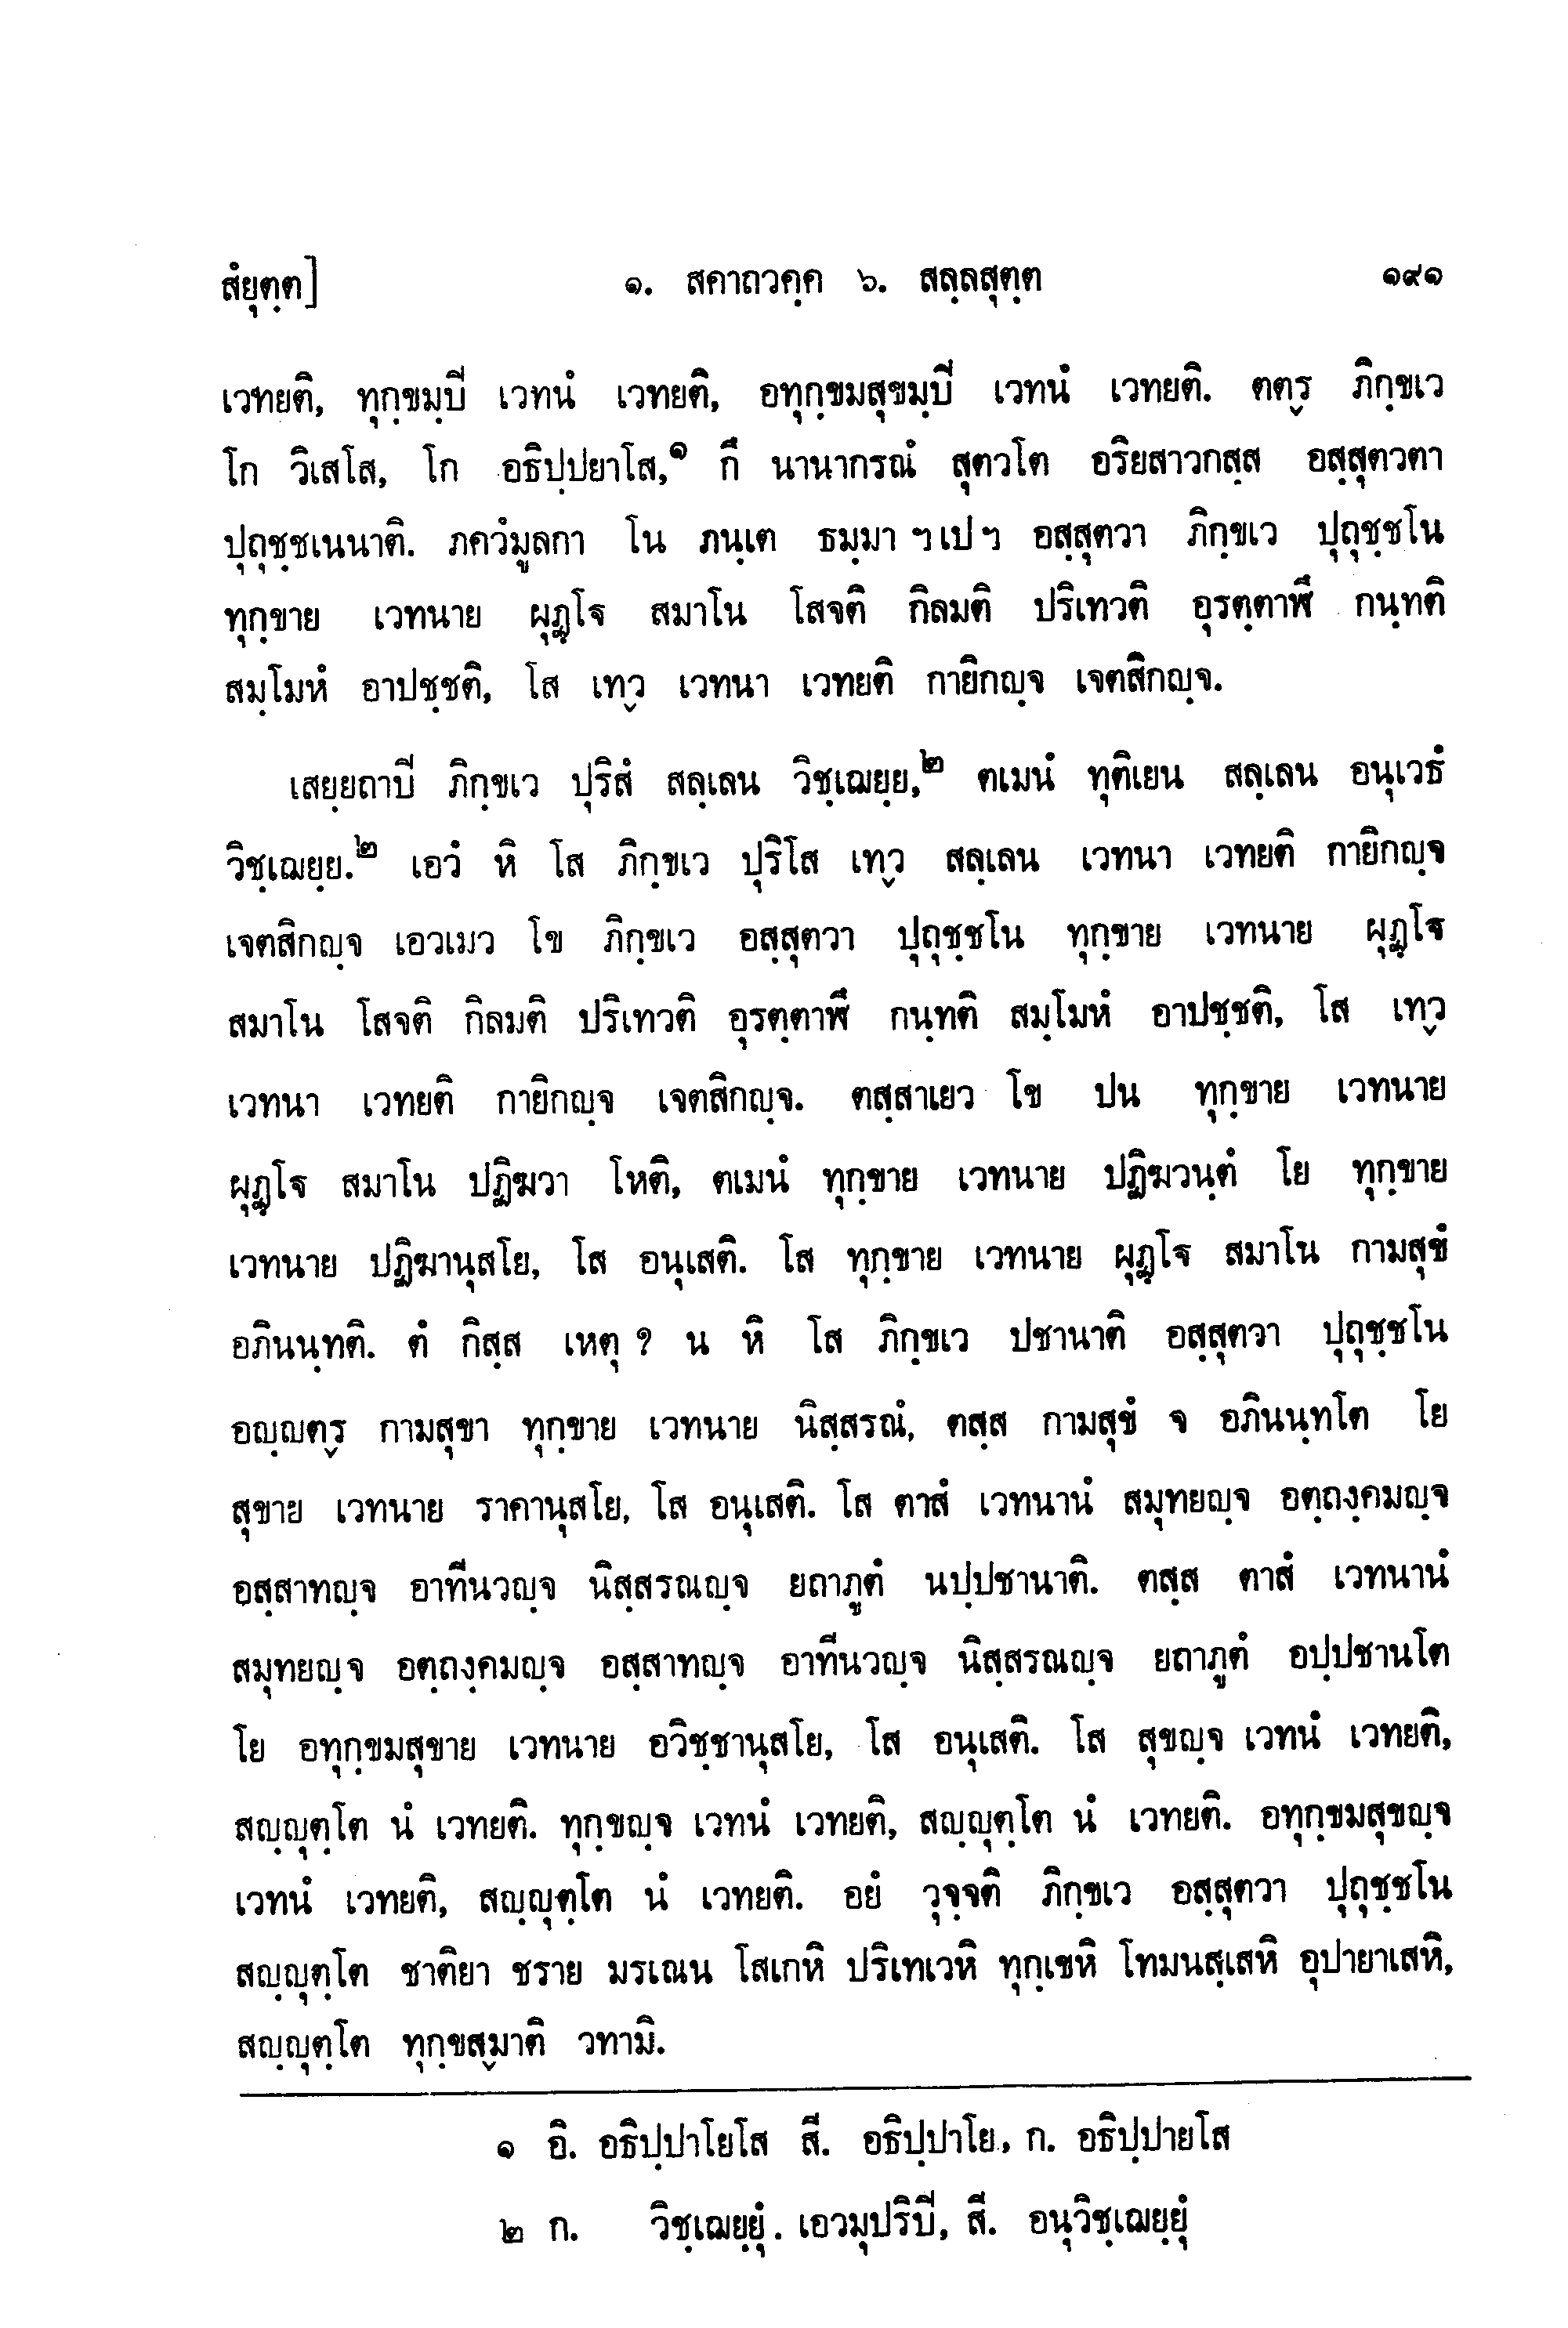 สํยุตฺต] ๑. สคาถวคฺค ๖. สลฺลสุตฺต ๑๙๑
เวทยติ, ทุกฺขมฺปิ เวทนํ เวทยติ, อทุกฺขมสุขมฺปิ เวทนํ เวทยติ. ตตฺร ภิกฺขเว
โก วิเสโส, โก อธิปฺปยาโส,๑ กึ นานากรณํ สุตวโต อริยสาวกสฺส อสฺสุตวตา
ปุถุชฺชเนนาติ. ภควํมูลกา โน ภนฺเต ธมฺมา ฯเปฯ อสฺสุตวา ภิกฺขเว ปุถุชฺชโน
ทุกฺขาย เวทนาย ผุฏฺโฐ สมาโน โสจติ กิลมติ ปริเทวติ อุรตฺตาฬึ กนฺทติ
สมฺโมหํ อาปชฺชติ, โส เทฺว เวทนา เวทยติ กายิกญฺจ เจตสิกญฺจ.
เสยฺยถาปิ ภิกฺขเว ปุริสํ สลฺเลน วิชฺเฌยฺย,๒ ตเมนํ ทุติเยน สลฺเลน อนุเวธํ
วิชฺเฌยฺย.๒ เอวํ หิ โส ภิกฺขเว ปุริโส เทฺว สลฺเลน เวทนา เวทยติ กายิกญฺจ
เจตสิกญฺจ เอวเมว โข ภิกฺขเว อสฺสุตวา ปุถุชฺชโน ทุกฺขาย เวทนาย ผุฏฺโฐ
สมาโน โสจติ กิลมติ ปริเทวติ อุรตฺตาฬึ กนฺทติ สมฺโมหํ อาปชฺชติ, โส เทฺว
เวทนา เวทยติ กายิกญฺจ เจตสิกญฺจ. ตสฺสาเยว โข ปน ทุกฺขาย เวทนาย
ผุฏฺโฐ สมาโน ปฏิฆวา โหติ, ตเมนํ ทุกฺขาย เวทนาย ปฏิฆวนฺตํ โย ทุกฺขาย
เวทนาย ปฏิฆานุสโย, โส อนุเสติ. โส ทุกฺขาย เวทนาย ผุฏฺโฐ สมาโน กามสุขํ
อภินนฺทติ. ตํ กิสฺส เหตุ ? น หิ โส ภิกฺขเว ปชานาติ อสฺสุตวา ปุถุชฺชโน
อญฺญตฺร กามสุขา ทุกฺขาย เวทนาย นิสฺสรณํ, ตสฺส กามสุขํ จ อภินนฺทโต โย
สุขาย เวทนาย ราคานุสโย, โส อนุเสติ. โส ตาสํ เวทนานํ สมุทยญฺจ อตฺถงฺคมญฺจ
อสฺสาทญฺจ อาทีนวญฺจ นิสฺสรณญฺจ ยถาภูตํ นปฺปชานาติ. ตสฺส ตาสํ เวทนานํ
สมุทยญฺจ อตฺถงฺคมญฺจ อสฺสาทญฺจ อาทีนวญฺจ นิสฺสรณญฺจ ยถาภูตํ อปฺปชานโต
โย อทุกฺขมสุขาย เวทนาย อวิชฺชานุสโย, โส อนุเสติ. โส สุขญฺจ เวทนํ เวทยติ,
สญฺญุตฺโต นํ เวทยติ. ทุกฺขญฺจ เวทนํ เวทยติ, สญฺญุตฺโต นํ เวทยติ. อทุกฺขมสุขญฺจ
เวทนํ เวทยติ, สญฺญุตฺโต นํ เวทยติ. อยํ วุจฺจติ ภิกฺขเว อสฺสุตวา ปุถุชฺชโน
สญฺญุตฺโต ชาติยา ชราย มรเณน โสเกหิ ปริเทเวหิ ทุกฺเขหิ โทมนสฺเสหิ อุปายาเสหิ,
สญฺญุตฺโต ทุกฺขสฺมาติ วทามิ.
๑ อิ. อธิปฺปาโยโส สี. อธิปฺปาโย, ก. อธิปฺปายโส
๒ ก. วิชฺเฌยฺยุํ. เอวมุปริปิ, สี. อนุวิชฺเฌยฺยุํ